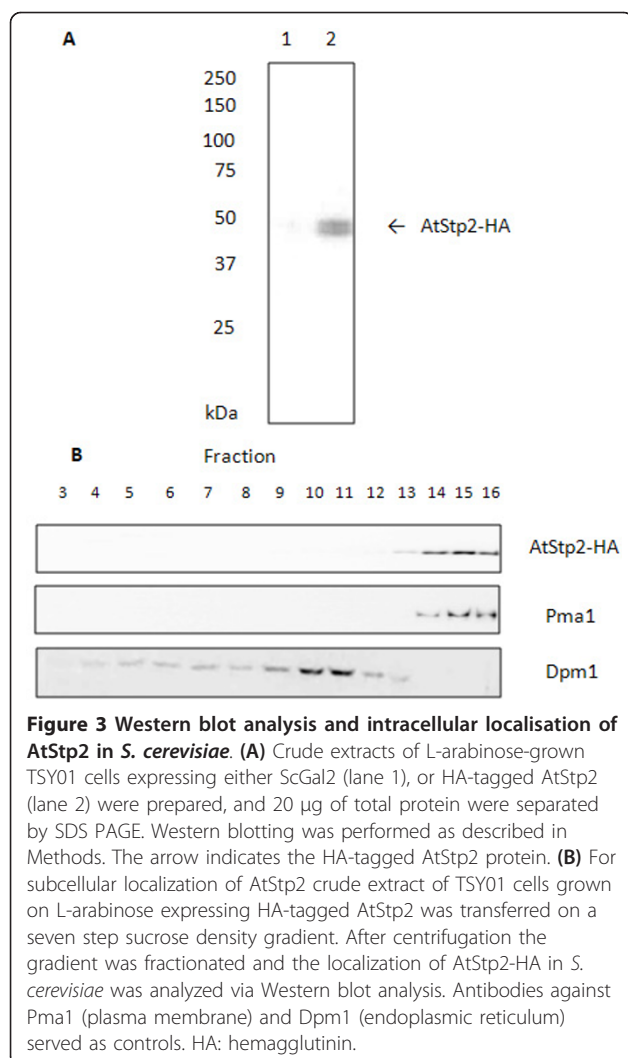 A 1 2
250
150
100
75
50 ← AtStp2-HA
37
25
kDa
B Fraction
3 4 5 6 7 8 9 10 11 12 13 14 15 16
AtStp2-HA
Pma1
Dpm1
Figure 3 Western blot analysis and intracellular localisation of
AtStp2 in S. cerevisiae. (A) Crude extracts of L-arabinose-grown
TSY01 cells expressing either ScGal2 (lane 1), or HA-tagged AtStp2
(lane 2) were prepared, and 20 μg of total protein were separated
by SDS PAGE. Western blotting was performed as described in
Methods. The arrow indicates the HA-tagged AtStp2 protein. (B) For
subcellular localization of AtStp2 crude extract of TSY01 cells grown
on L-arabinose expressing HA-tagged AtStp2 was transferred on a
seven step sucrose density gradient. After centrifugation the
gradient was fractionated and the localization of AtStp2-HA in S.
cerevisiae was analyzed via Western blot analysis. Antibodies against
Pma1 (plasma membrane) and Dpm1 (endoplasmic reticulum)
served as controls. HA: hemagglutinin.